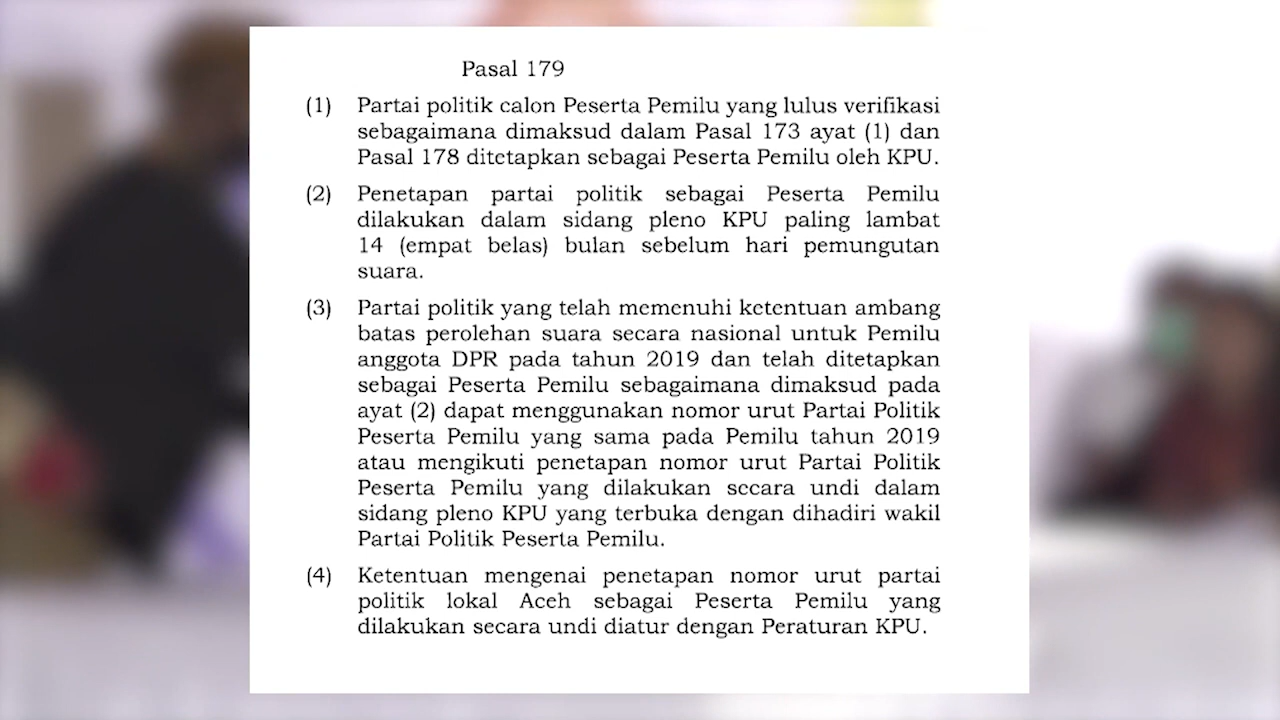 Pasal 179
(1) Partai politik calon Peserta Pemilu yang lulus verifikasi
sebagaimana dimaksud dalam Pasal 173 ayat (1) dan
Pasal 178 ditetapkan sebagai Peserta Pemilu oleh KPU.
(2) Penetapan partai politik sebagai Peserta Pemilu
dilakukan dalam sidang pleno KPU paling lambat
14 (empat belas) bulan sebelum hari pemungutan
suara.
(3) Partai politik yang telah memenuhi ketentuan ambang
batas perolehan suara secara nasional untuk Pemilu
anggota DPR pada tahun 2019 dan telah ditetapkan
sebagai Peserta Pemilu sebagaimana dimaksud pada
ayat (2) dapat menggunakan nomor urut Partai Politik
Peserta Pemilu yang sama pada Pemilu tahun 2019
atau mengikuti penetapan nomor urut Partai Politik
Peserta Pemilu yang dilakukan secara undi dalam
sidang pleno KPU yang terbuka dengan dihadiri wakil
Partai Politik Peserta Pemilu.
(4) Ketentuan mengenai penetapan nomor urut partai
politik lokal Aceh sebagai Peserta Pemilu yang
dilakukan secara undi diatur dengan Peraturan KPU.